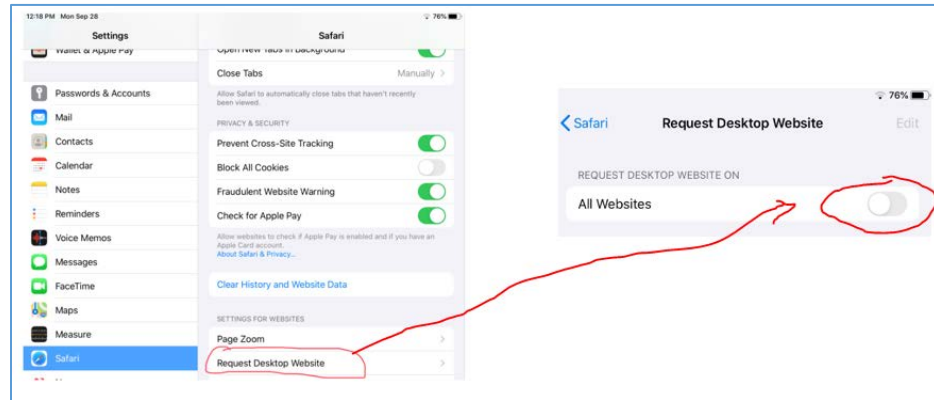 12:18 PM Mon Sep 28
76%
Settings
Safari
Wallet & Apple Pay
Open New Tabs in Background
Close Tabs
Manually
Passwords & Accounts
Allow Safari to automatically close tabs that haven't recently
been viewed.
Mail
PRIVACY & SECURITY
Contacts
Prevent Cross-Site Tracking
Calendar
Block All Cookies
Notes
Fraudulent Website Warning
Reminders
Check for Apple Pay
Voice Memos
Allow websites to check if Apple Pay is enabled and if you have an
Apple Card account.
About Safari & Privacy...
Messages
FaceTime
Clear History and Website Data
Maps
SETTINGS FOR WEBSITES
Measure
Page Zoom
Safari
Request Desktop Website
76%
Safari
Request Desktop Website
Edit
REQUEST DESKTOP WEBSITE ON
All Websites